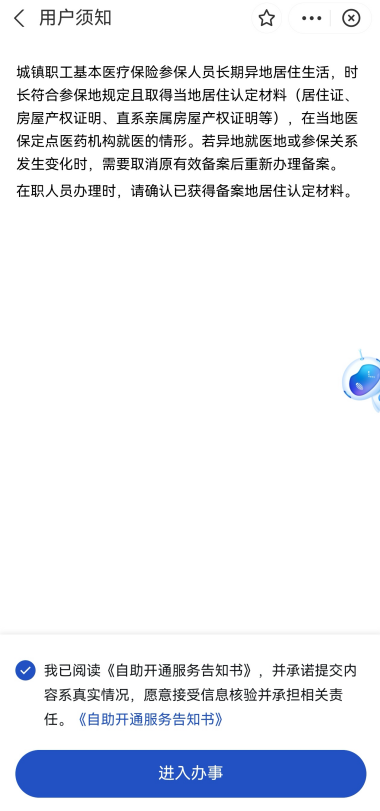 用户须知
城镇职工基本医疗保险参保人员长期异地居住生活，时
长符合参保地规定且取得当地居住认定材料（居住证、
房屋产权证明、直系亲属房屋产权证明等），在当地医
保定点医药机构就医的情形。若异地就医地或参保关系
发生变化时，需要取消原有效备案后重新办理备案。
在职人员办理时，请确认已获得备案地居住认定材料。
我已阅读《自助开通服务告知书》，并承诺提交内
容系真实情况，愿意接受信息核验并承担相关责
任。《自助开通服务告知书》
进入办事